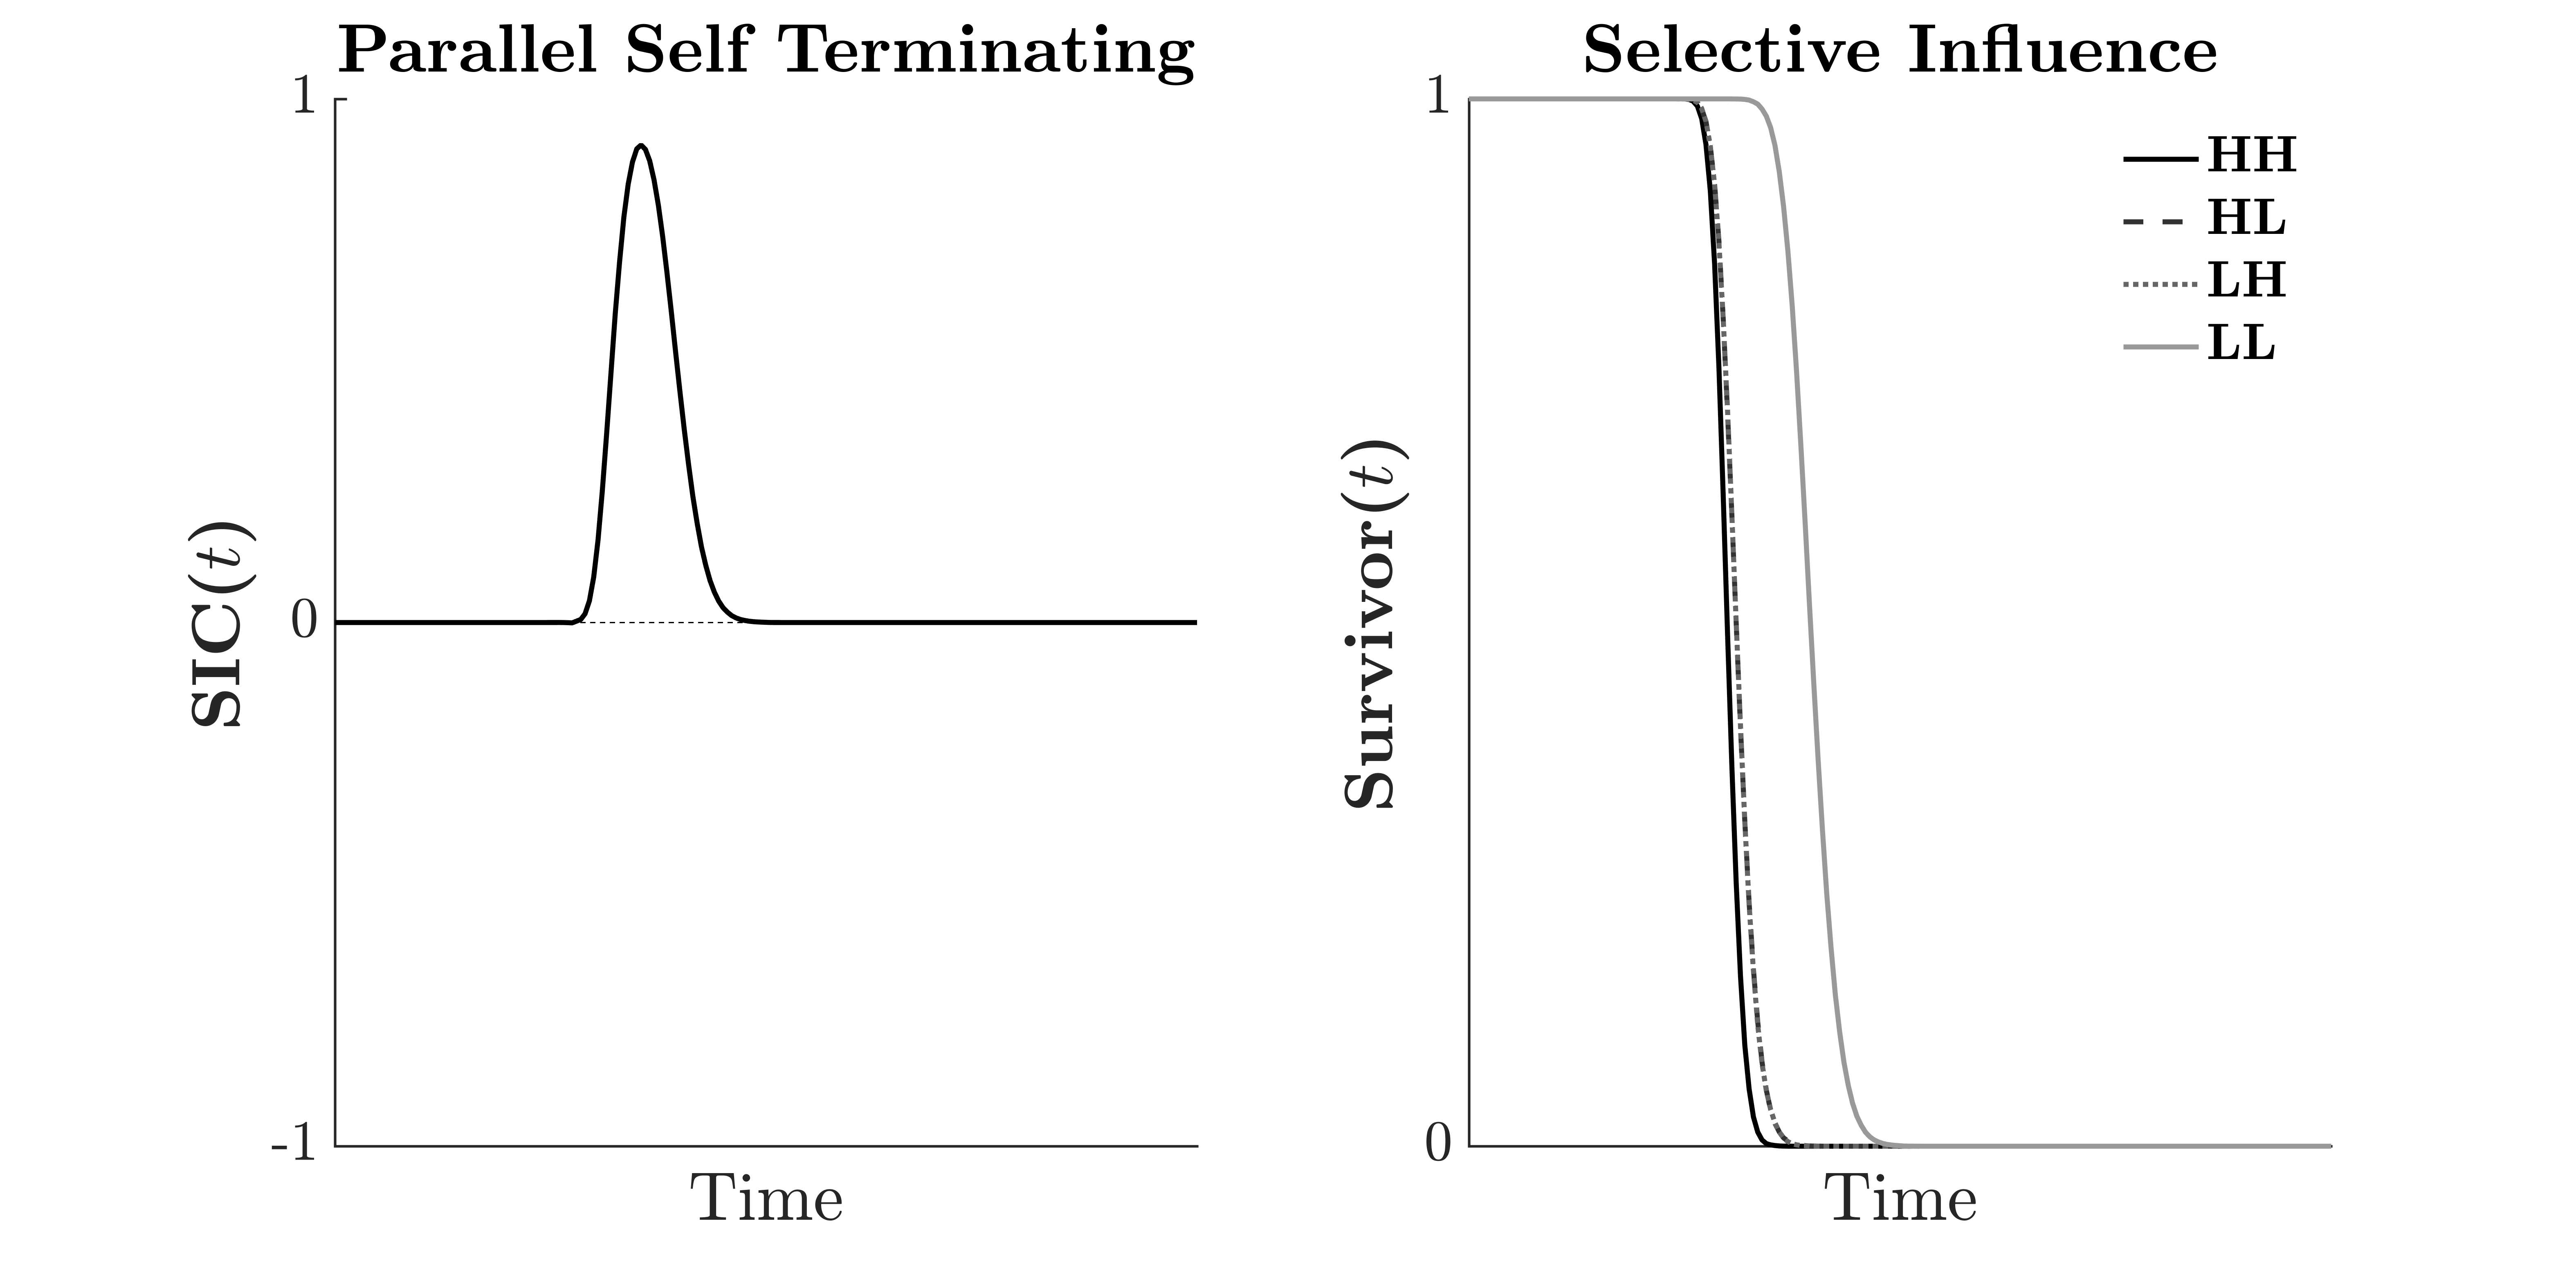 Parallel Self Terminating
1
0
-1
SIC(t)
Time
Selective Influence
1
0
Survivor(t)
Time
HH
HL
LH
LL